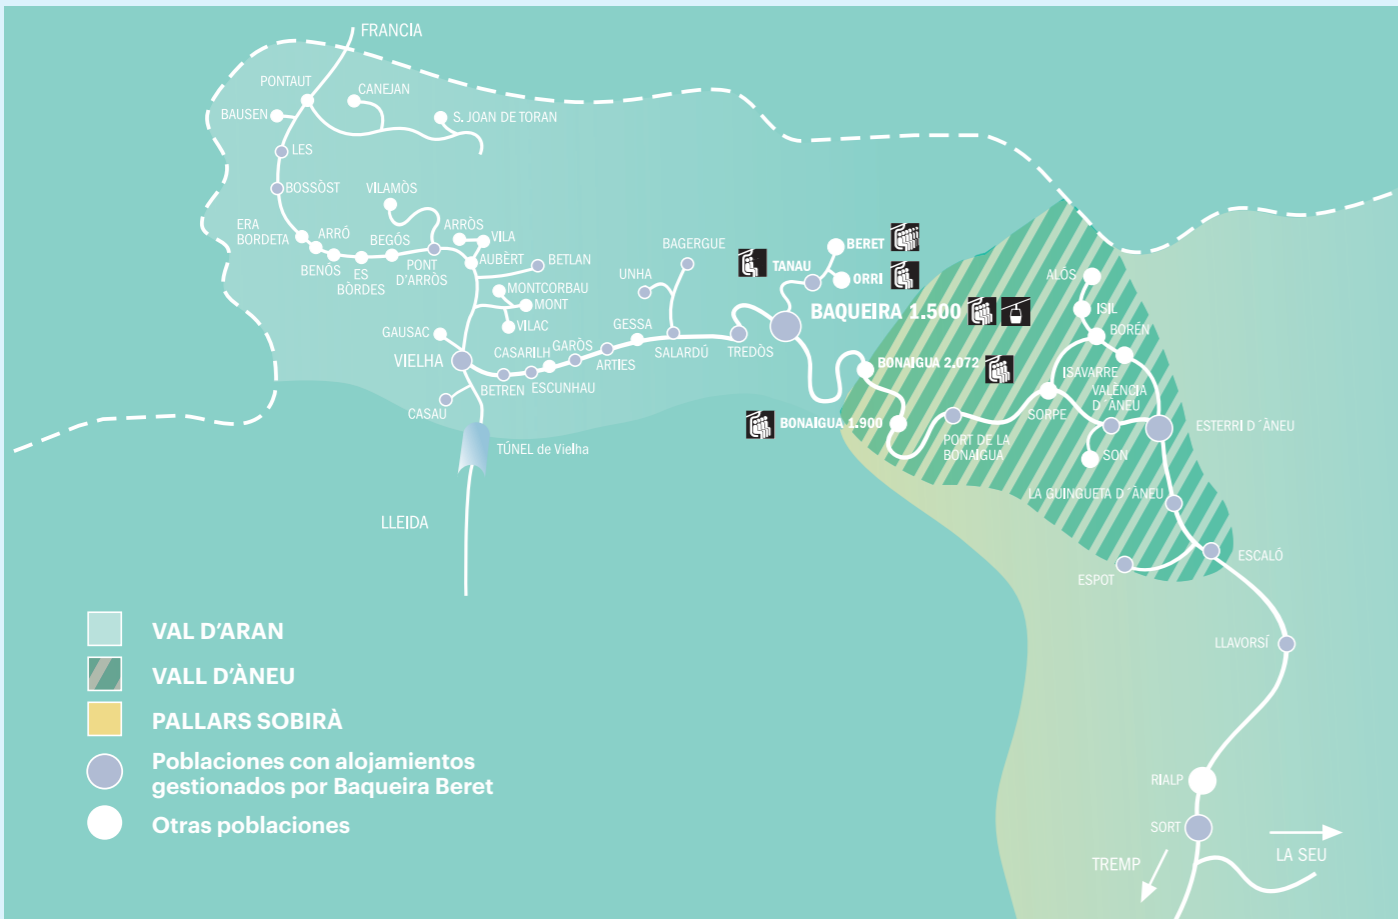 FRANCIA
PONTAUT
CANEJAN
BAUSEN
S. JOAN DE TORAN
LES
BOSSÒST
VILAMÒS
ERA
BORDETA
ARRÓ
BENÒS
ES
BÒRDES
BEGÓS
PONT
D'ARRÒS
ARRÒS
VILA
AUBÈRT
BETLAN
MONTCORBAU
MONT
VILAC
GAUSAC
VIELHA
CASAU
BETREN
CASARILH
ESCUNHAU
GARÒS
ARTIES
GESSA
UNHA
BAGERGUE
SALARDÚ
TREDÒS
TANAU
BERET
ORRI
BAQUEIRA 1.500
BONAIGUA 2.072
BONAIGUA 1.900
PORT DE LA
BONAIGUA
ALÓS
ISIL
BORÉN
ISAVARRE
SORPE
VALÈNCIA
D´ÀNEU
SON
ESTERRI D´ÀNEU
LA GUINGUETA D´ÀNEU
ESCALÓ
ESPOT
LLAVORSÍ
RIALP
SORT
TREMP
LA SEU
TÚNEL de Vielha
LLEIDA
VAL D'ARAN
VALL D'ÀNEU
PALLARS SOBIRÀ
Poblaciones con alojamientos
gestionados por Baqueira Beret
Otras poblaciones